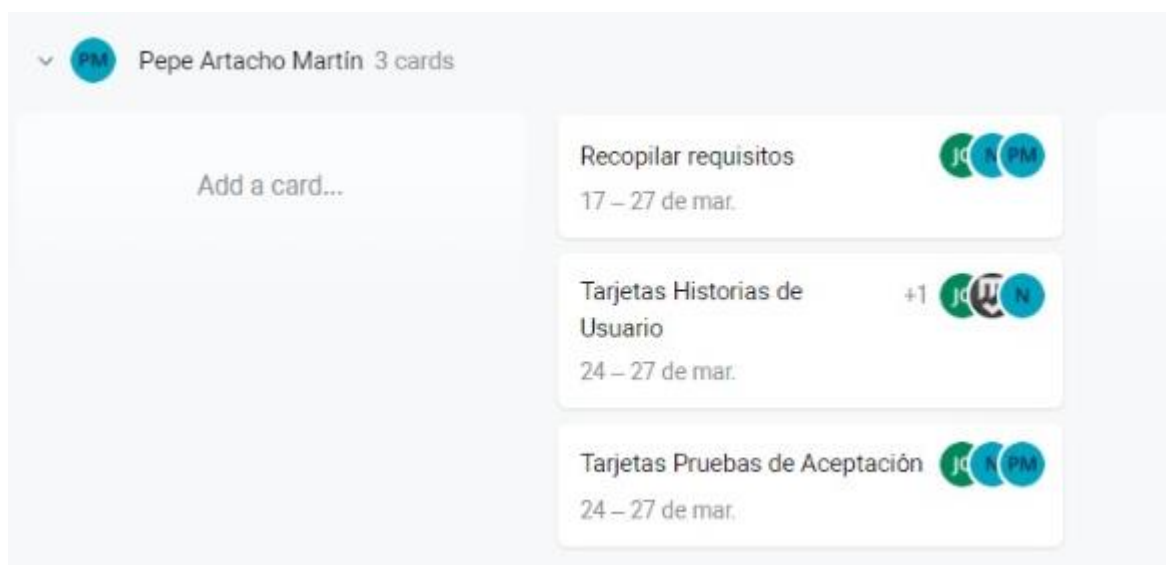 PM Pepe Artacho Martín 3 cards
Add a card...
Recopilar requisitos N PM
17 – 27 de mar.
Tarjetas Historias de +1 N
Usuario
24 – 27 de mar.
Tarjetas Pruebas de Aceptación N PM
24 – 27 de mar.